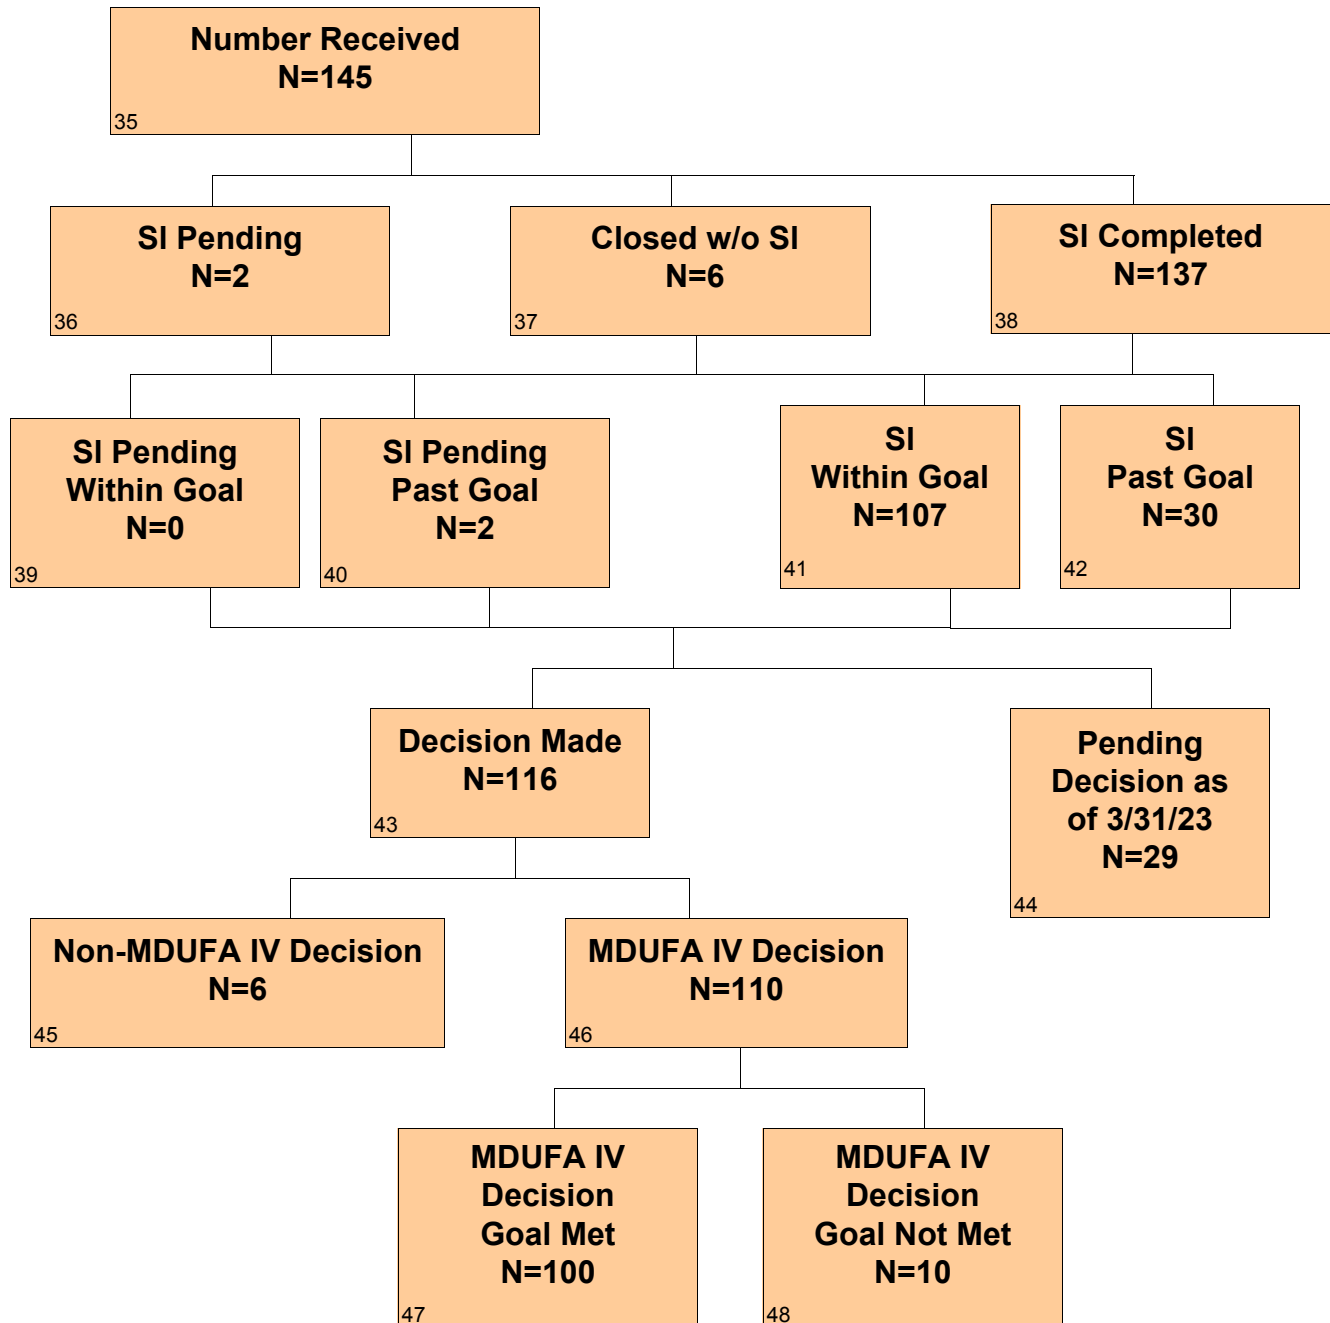 Number Received
N=145
35
SI Pending
N=2
36
Closed w/o SI
N=6
37
SI Completed
N=137
38
SI Pending
Within Goal
N=0
39
SI Pending
Past Goal
N=2
40
SI
Within Goal
N=107
41
SI
Past Goal
N=30
42
Decision Made
N=116
43
Pending
Decision as
of 3/31/23
N=29
44
Non-MDUFA IV Decision
N=6
45
MDUFA IV Decision
N=110
46
MDUFA IV
Decision
Goal Met
N=100
47
MDUFA IV
Decision
Goal Not Met
N=10
48